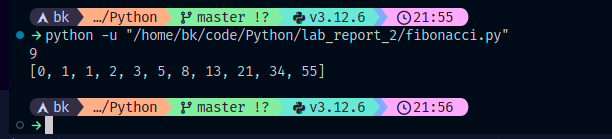 bk …/Python master !? v3.12.6 21:55
→ python -u "/home/bk/code/Python/lab_report_2/fibonacci.py"
9
[0, 1, 1, 2, 3, 5, 8, 13, 21, 34, 55]
bk …/Python master !? v3.12.6 21:56
→